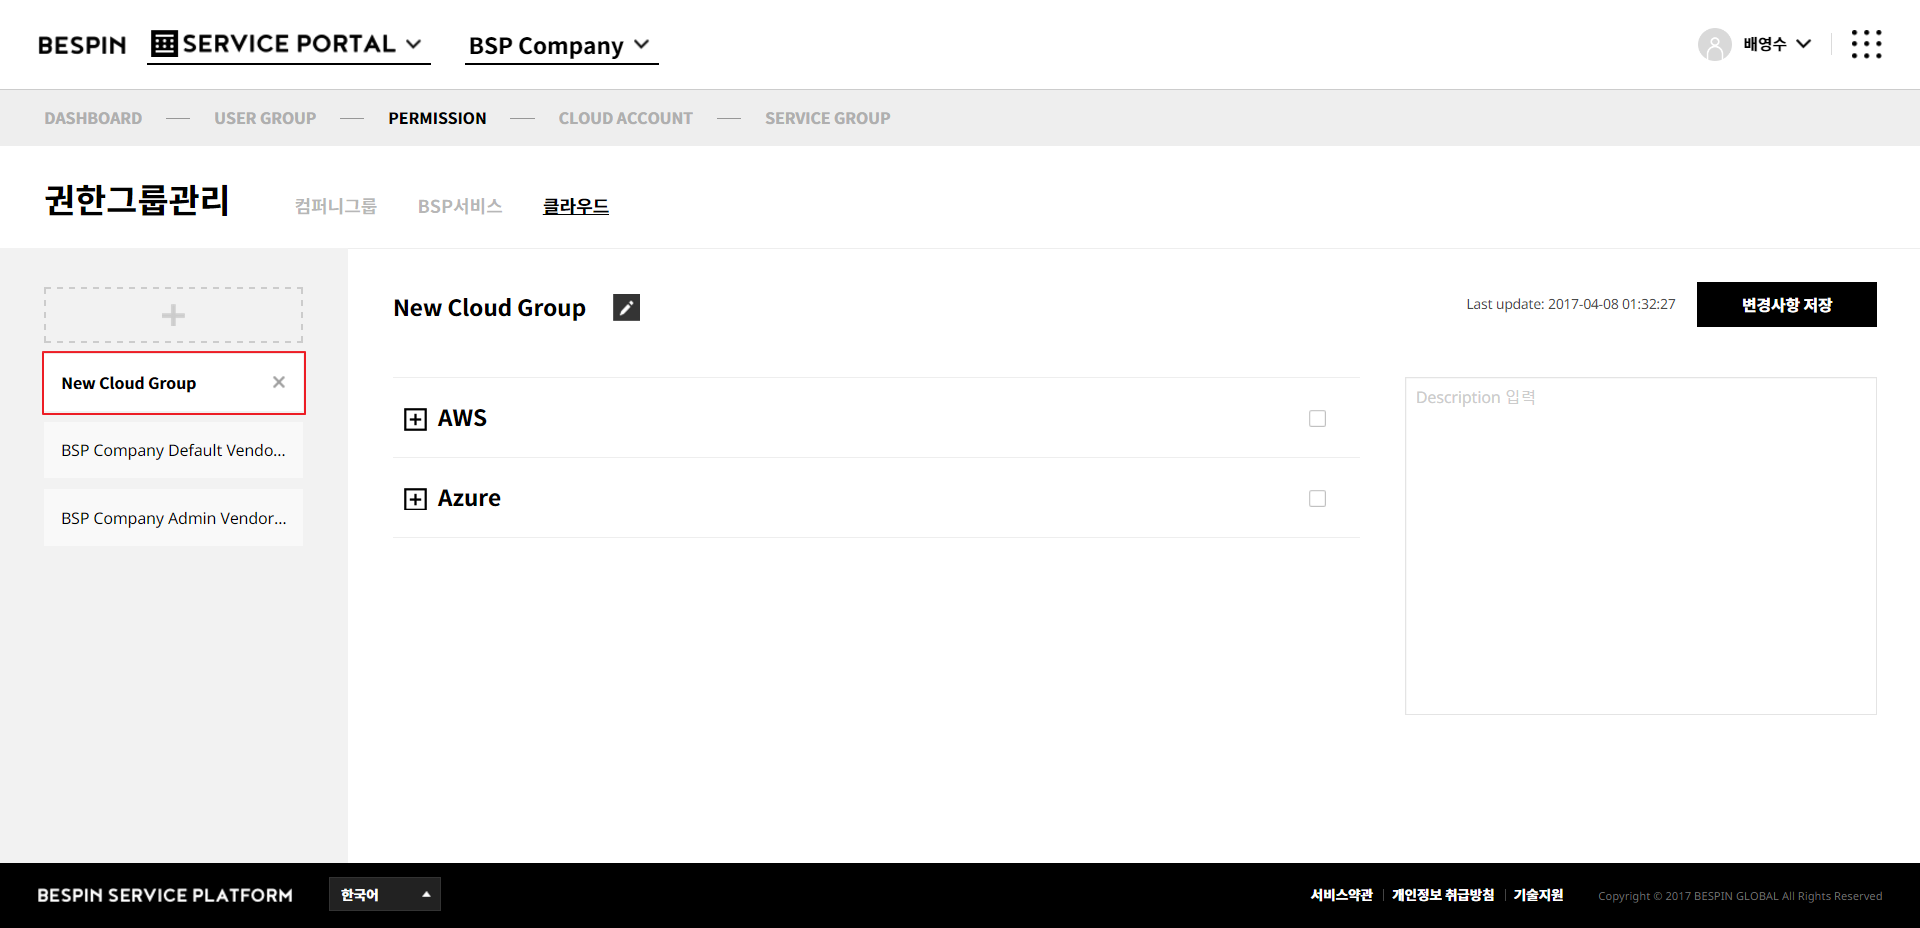 BESPIN SERVICE PORTAL BSP Company 배영수
DASHBOARD USER GROUP PERMISSION CLOUD ACCOUNT SERVICE GROUP
권한그룹관리 컴퍼니그룹 BSP서비스 클라우드
New Cloud Group Last update: 2017-04-08 01:32:27 변경사항 저장
New Cloud Group
BSP Company Default Vendo...
BSP Company Admin Vendor...
AWS
Azure
Description 입력
BESPIN SERVICE PLATFORM 한국어 서비스약관 개인정보 취급방침 기술지원 Copyright © 2017 BESPIN GLOBAL All Rights Reserved